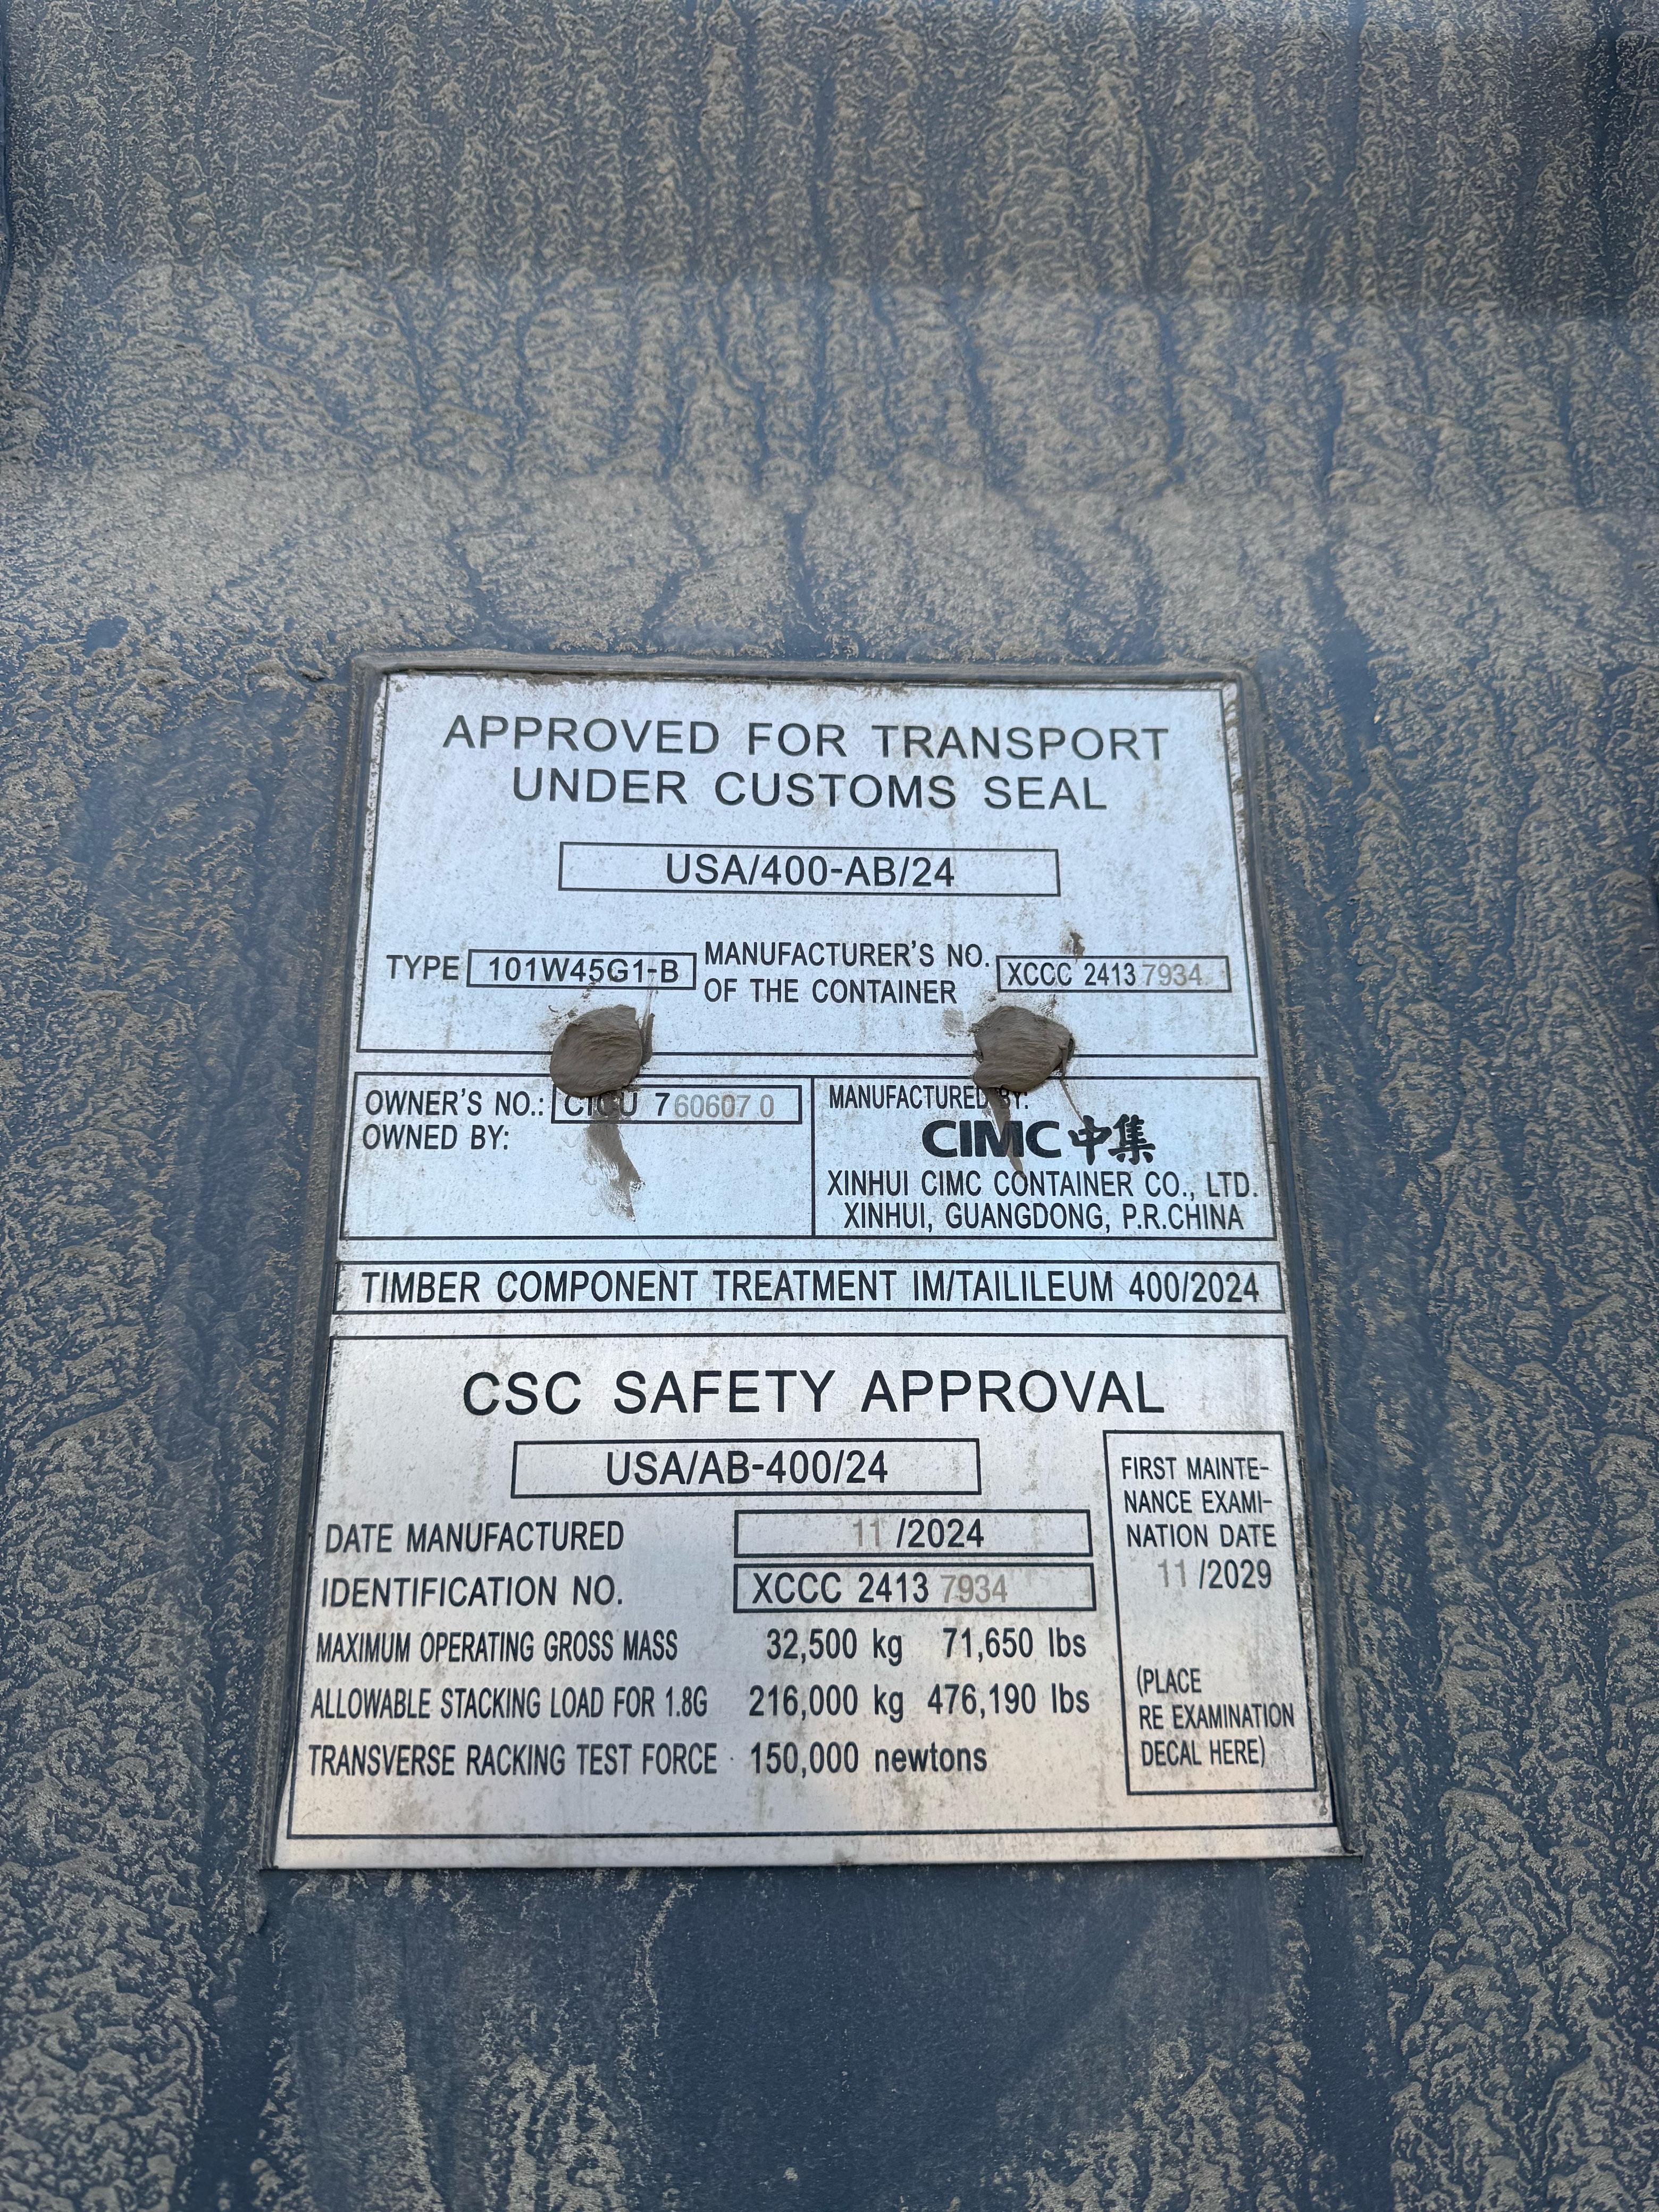 APPROVED FOR TRANSPORT
UNDER CUSTOMS SEAL
USA/400-AB/24
TYPE 101W45G1-B MANUFACTURER'S NO. OF THE CONTAINER XCCC 2413 7934
OWNER'S NO.: 7 60607 0
OWNED BY:
MANUFACTURED BY:
CIMC 中集
XINHUI CIMC CONTAINER CO., LTD.
XINHUI, GUANGDONG, P.R.CHINA
TIMBER COMPONENT TREATMENT IM/TAILILEUM 400/2024
CSC SAFETY APPROVAL
USA/AB-400/24
DATE MANUFACTURED 11 /2024
IDENTIFICATION NO. XCCC 2413 7934
MAXIMUM OPERATING GROSS MASS 32,500 kg 71,650 lbs
ALLOWABLE STACKING LOAD FOR 1.8G 216,000 kg 476,190 lbs
TRANSVERSE RACKING TEST FORCE 150,000 newtons
FIRST MAINTE-
NANCE EXAMI-
NATION DATE
11 /2029
(PLACE
RE EXAMINATION
DECAL HERE)